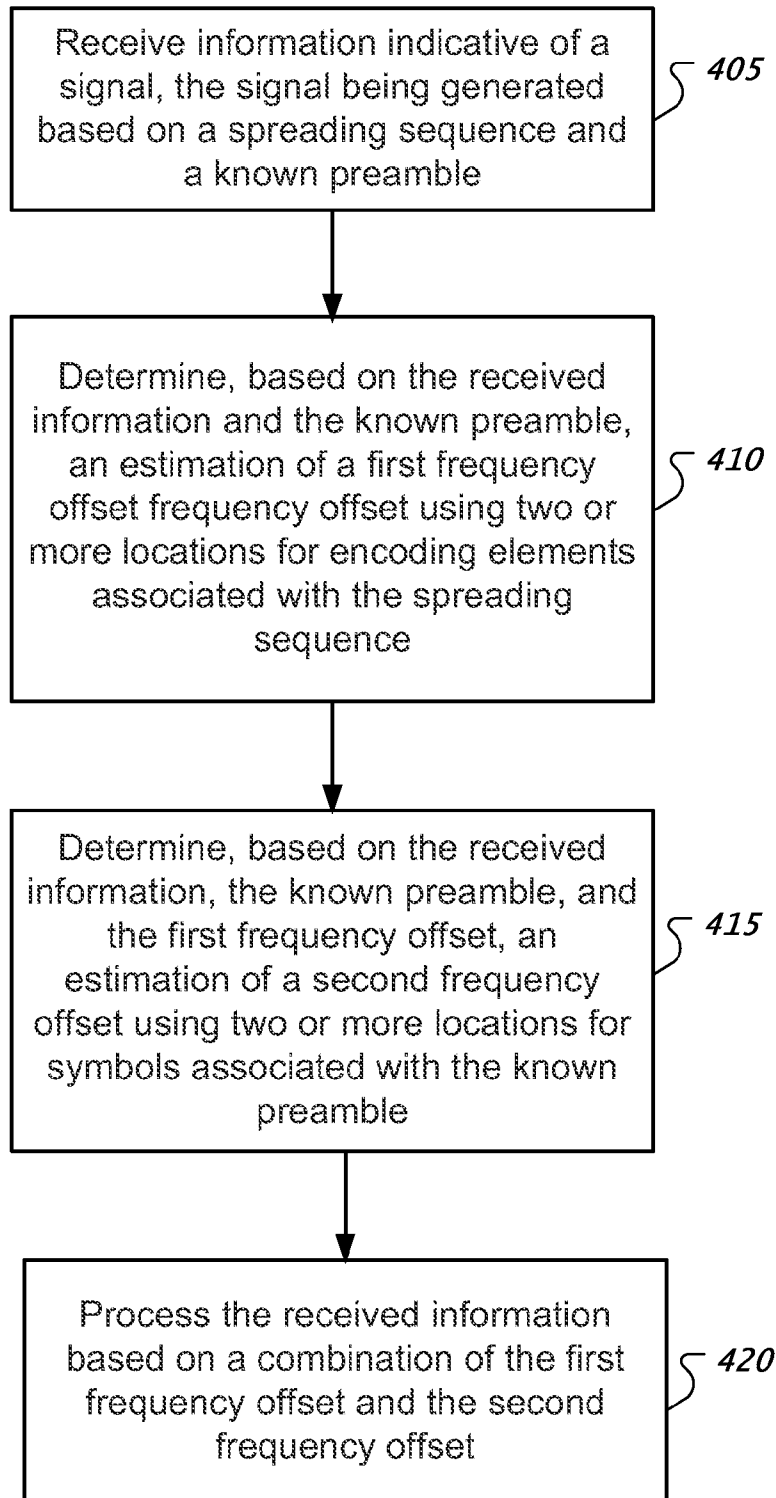 Receive information indicative of a
signal, the signal being generated
based on a spreading sequence and
a known preamble
405
Determine, based on the received
information and the known preamble,
an estimation of a first frequency
offset frequency offset using two or
more locations for encoding elements
associated with the spreading
sequence
410
Determine, based on the received
information, the known preamble, and
the first frequency offset, an
estimation of a second frequency
offset using two or more locations for
symbols associated with the known
preamble
415
Process the received information
based on a combination of the first
frequency offset and the second
frequency offset
420